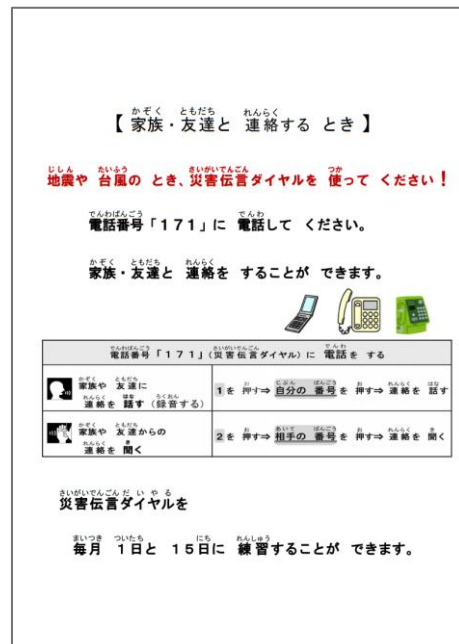 【 家族・友達と 連絡する とき 】
地震や 台風の とき、災害伝言ダイヤルを 使って ください！
電話番号「１７１」に 電話して ください。
家族・友達と 連絡を することが できます。
電話番号「１７１」（災害伝言ダイヤル）に 電話を する
家族や 友達に
連絡を 話す（録音する）
1を 押す⇒ 自分の 番号を 押す⇒ 連絡を 話す
家族や 友達からの
連絡を 聞く
2を 押す⇒ 相手の 番号を 押す⇒ 連絡を 聞く
災害伝言ダイヤルを
毎月 １日と １５日に 練習することが できます。